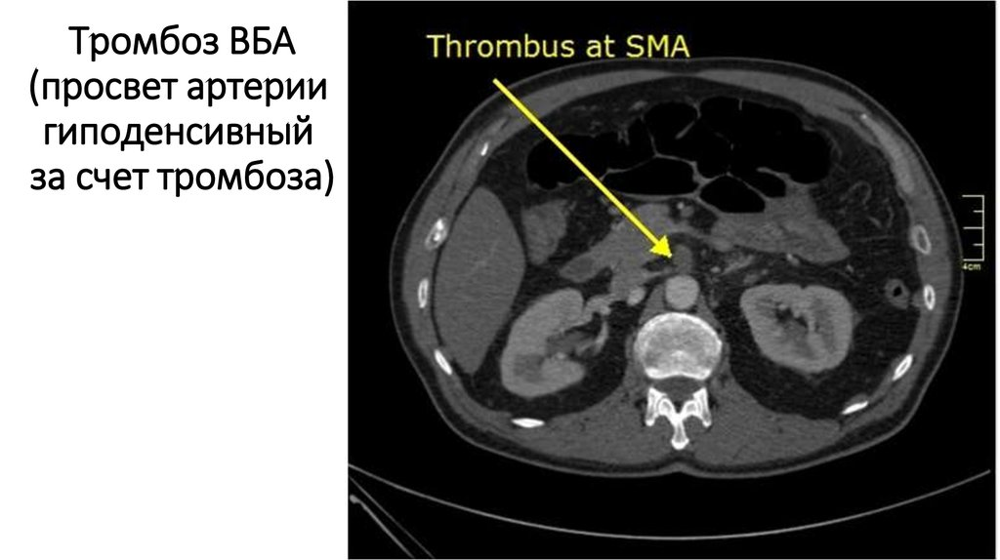 Тромбоз ВБА
(просвет артерии
гиподенсивный
за счет тромбоза)
Thrombus at SMA
4cm